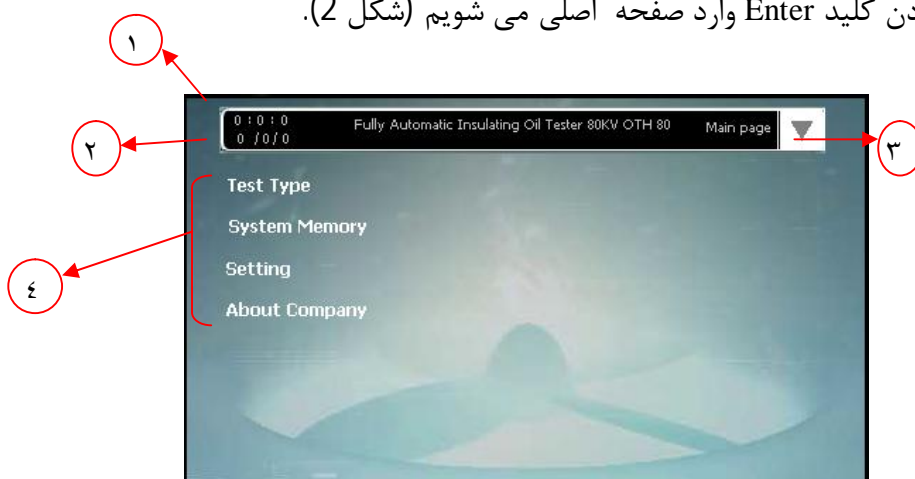 کلید Enter وارد صفحه اصلی می شویم (شکل 2).
١
0:0:0 Fully Automatic Insulating Oil Tester 80KV OTH 80 Main page
0 /0/0
٢
٣
Test Type
System Memory
Setting
٤
About Company